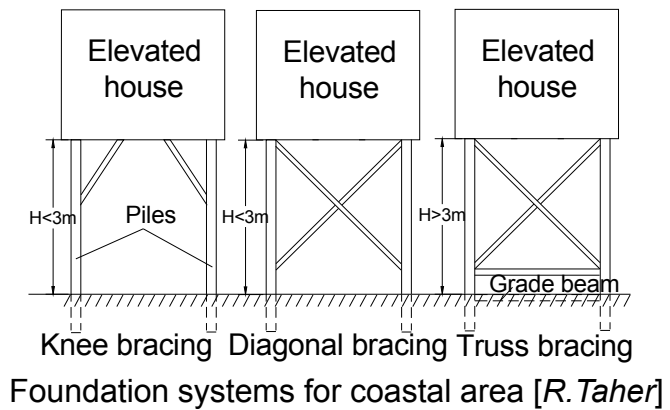 Elevated
house
Elevated
house
Elevated
house
H<3m
Piles
H<3m
H>3m
Grade beam
Knee bracing
Diagonal bracing
Truss bracing
Foundation systems for coastal area [R.Taher]